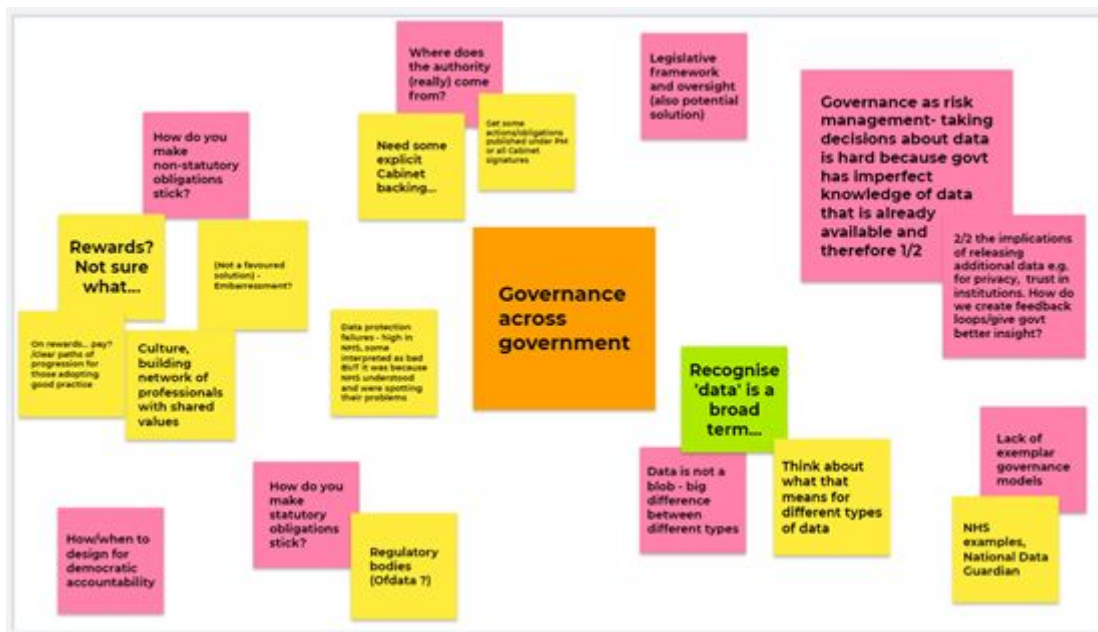 Where does
the authority
(really) come
from?
Get some
actions/obligations
published under PM
or all Cabinet
signatures
Need some
explicit
Cabinet
backing...
Legislative
framework
and oversight
(also potential
solution)
Governance as risk
management- taking
decisions about data
is hard because govt
has imperfect
knowledge of data
that is already
available and
therefore 1/2
2/2 the implications
of releasing
additional data e.g.
for privacy, trust in
institutions. How do
we create feedback
loops/give govt
better insight?
How do you
make
non-statutory
obligations
stick?
Rewards?
Not sure
what...
(Not a favoured
solution) -
Embarressment?
On rewards... pay?
/clear paths of
progression for
those adopting
good practice
Culture,
building
network of
professionals
with shared
values
Data protection
failures - high in
NHS, some
interpreted as bad
BUT it was because
NHS understood
and were spotting
their problems
Governance
across
government
Recognise
'data' is a
broad
term...
Data is not a
blob - big
difference
between
different types
Think about
what that
means for
different types
of data
Lack of
exemplar
governance
models
NHS
examples,
National Data
Guardian
How do you
make
statutory
obligations
stick?
Regulatory
bodies
(Ofdata ?)
How/when to
design for
democratic
accountability